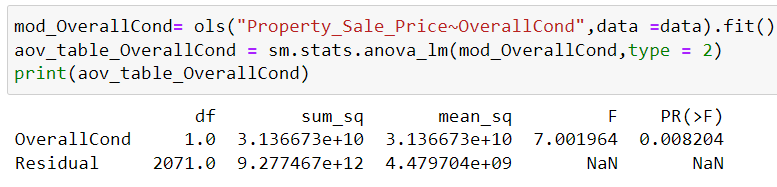 mod_OverallCond= ols("Property_Sale_Price~OverallCond",data =data).fit()
aov_table_OverallCond = sm.stats.anova_lm(mod_OverallCond,type = 2)
print(aov_table_OverallCond)
df sum_sq mean_sq F PR(>F)
OverallCond 1.0 3.136673e+10 3.136673e+10 7.001964 0.008204
Residual 2071.0 9.277467e+12 4.479704e+09 NaN NaN